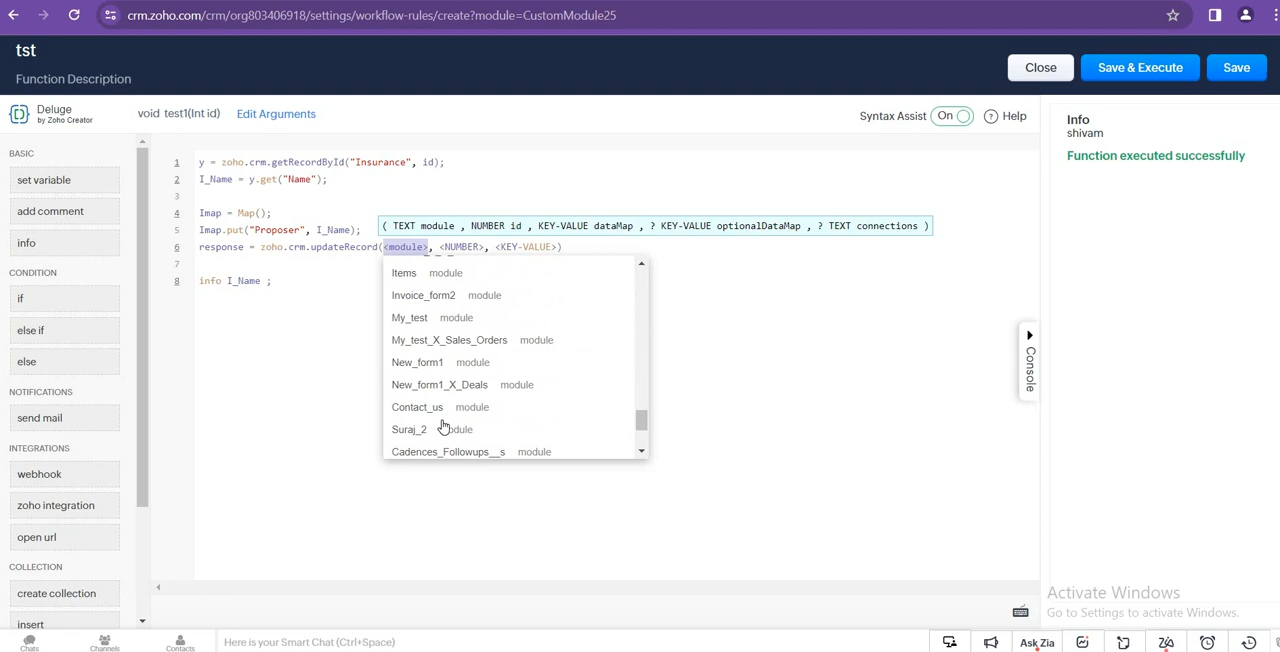 crm.zoho.com/crm/org803406918/settings/workflow-rules/create?module=CustomModule25
tst
Function Description
Close
Save & Execute
Save
Deluge
by Zoho Creator
void test1(Int id)
Edit Arguments
Syntax Assist
On
Help
BASIC
set variable
add comment
info
CONDITION
if
else if
else
NOTIFICATIONS
send mail
INTEGRATIONS
webhook
zoho integration
open url
COLLECTION
create collection
insert
1 y = zoho.crm.getRecordById("Insurance", id);
2 I_Name = y.get("Name");
3
4 Imap = Map();
5 Imap.put("Proposer", I_Name);
( TEXT module , NUMBER id , KEY-VALUE dataMap , ? KEY-VALUE optionalDataMap , ? TEXT connections )
6 response = zoho.crm.updateRecord(<module>, <NUMBER>, <KEY-VALUE>)
7
8 info I_Name ;
Items module
Invoice_form2 module
My_test module
My_test_X_Sales_Orders module
New_form1 module
New_form1_X_Deals module
Contact_us module
Suraj_2
Cadences_Followups__s module
Console
Info
shivam
Function executed successfully
Activate Windows
Go to Settings to activate Windows.
Chats
Channels
Contacts
Here is your Smart Chat (Ctrl+Space)
Ask Zia